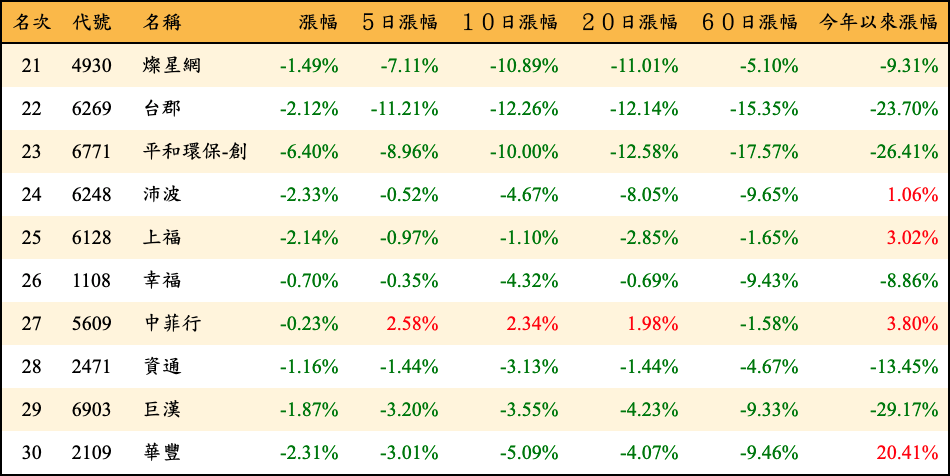 名次 代號 名稱 漲幅 5日漲幅 10日漲幅 20日漲幅 60日漲幅 今年以來漲幅
21 4930 燦星網 -1.49% -7.11% -10.89% -11.01% -5.10% -9.31%
22 6269 台郡 -2.12% -11.21% -12.26% -12.14% -15.35% -23.70%
23 6771 平和環保-創 -6.40% -8.96% -10.00% -12.58% -17.57% -26.41%
24 6248 沛波 -2.33% -0.52% -4.67% -8.05% -9.65% 1.06%
25 6128 上福 -2.14% -0.97% -1.10% -2.85% -1.65% 3.02%
26 1108 幸福 -0.70% -0.35% -4.32% -0.69% -9.43% -8.86%
27 5609 中菲行 -0.23% 2.58% 2.34% 1.98% -1.58% 3.80%
28 2471 資通 -1.16% -1.44% -3.13% -1.44% -4.67% -13.45%
29 6903 巨漢 -1.87% -3.20% -3.55% -4.23% -9.33% -29.17%
30 2109 華豐 -2.31% -3.01% -5.09% -4.07% -9.46% 20.41%